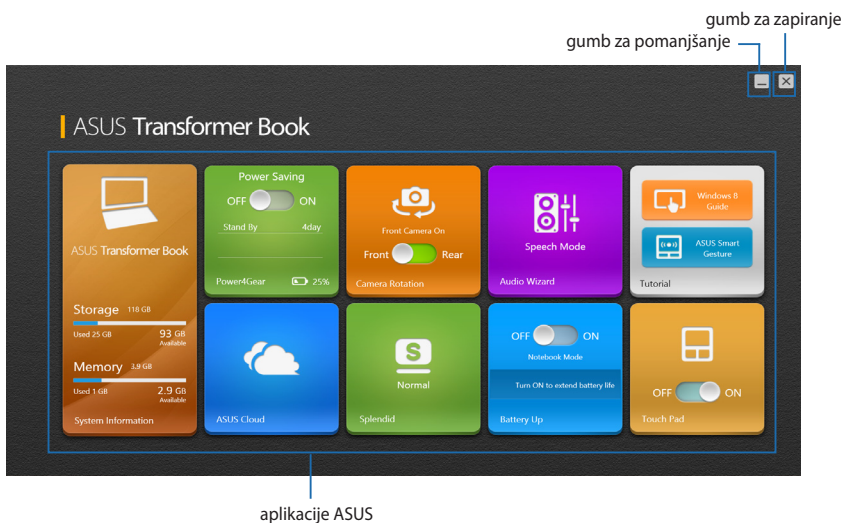 gumb za zapiranje
gumb za pomanjšanje
ASUS Transformer Book
ASUS Transformer Book
Storage 118 GB
Used 25 GB 93 GB
Available
Memory 3.9 GB
Used 1 GB 2.9 GB
Available
System Information
Power Saving
OFF ON
Stand By 4day
Power4Gear 25%
Front Camera On
Front Rear
Camera Rotation
Speech Mode
Audio Wizard
Windows 8
Guide
ASUS Smart
Gesture
Tutorial
ASUS Cloud
S
Normal
Splendid
OFF ON
Notebook Mode
Turn ON to extend battery life
Battery Up
OFF ON
Touch Pad
aplikacije ASUS